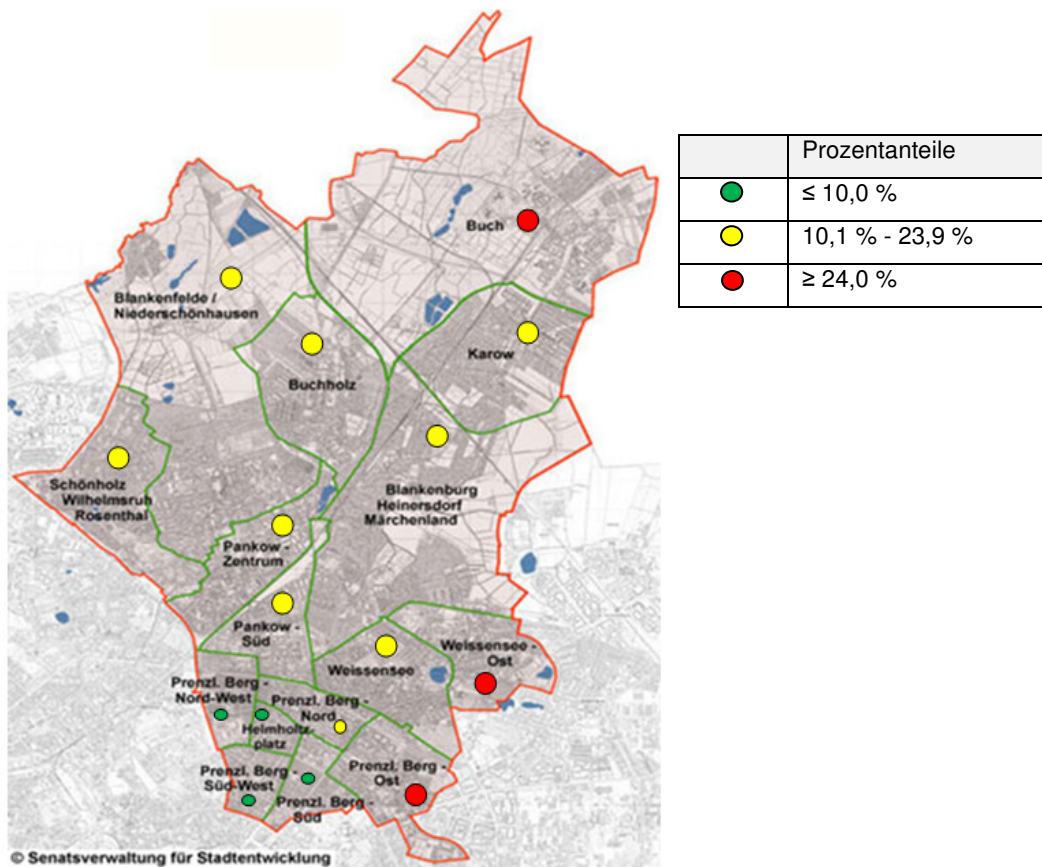 Prozentanteile
≤ 10,0 %
10,1 % - 23,9 %
≥ 24,0 %
Buch
Blankenfelde /
Niederschönhausen
Karow
Buchholz
Schönholz
Wilhelmsruh
Rosenthal
Blankenburg
Heinersdorf
Märchenland
Pankow -
Zentrum
Pankow -
Süd
Weissensee
Weissensee -
Ost
Prenzl. Berg -
Nord-West
Prenzl. Berg -
Nord
Helmholtz-
platz
Prenzl. Berg -
Süd-West
Prenzl. Berg -
Süd
Prenzl. Berg -
Ost
© Senatsverwaltung für Stadtentwicklung